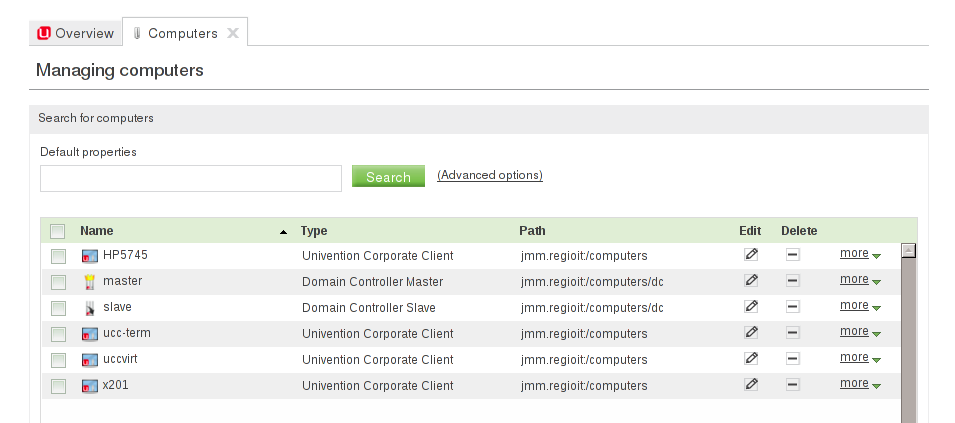 Overview Computers
Managing computers
Search for computers
Default properties
Search (Advanced options)
Name Type Path Edit Delete
HP5745 Univention Corporate Client jmm.regioit:/computers more
master Domain Controller Master jmm.regioit:/computers/dc more
slave Domain Controller Slave jmm.regioit:/computers/dc more
ucc-term Univention Corporate Client jmm.regioit:/computers more
uccvirt Univention Corporate Client jmm.regioit:/computers more
x201 Univention Corporate Client jmm.regioit:/computers more